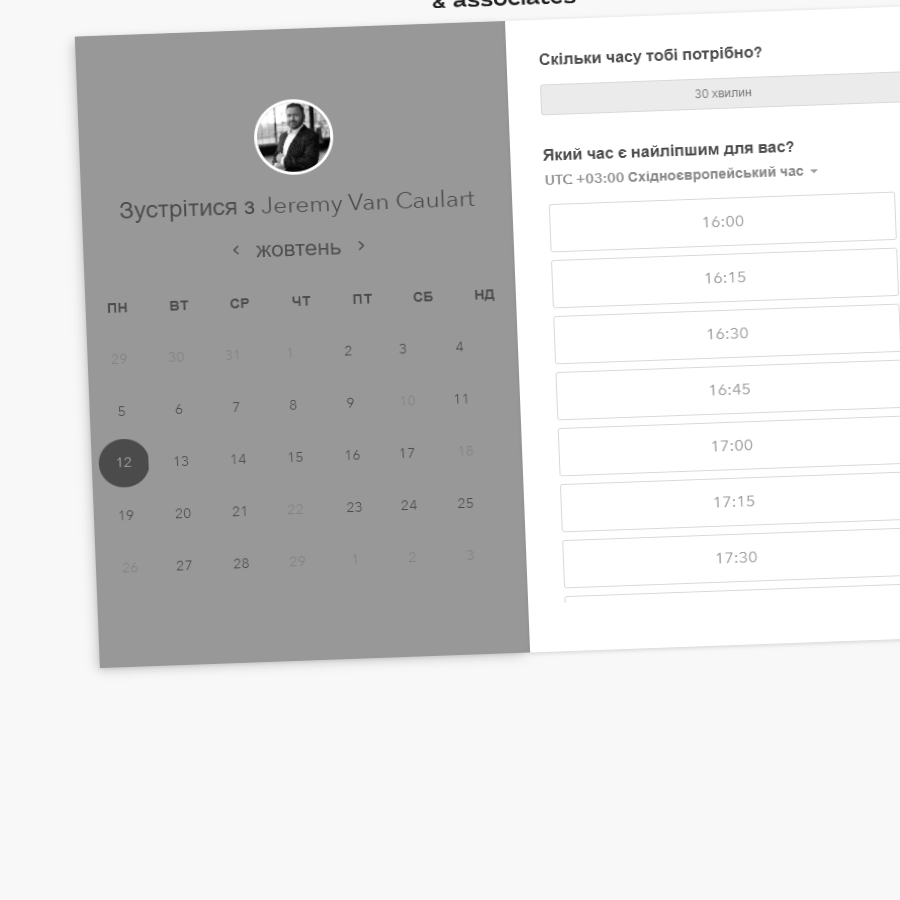 & associates
Зустрітися з Jeremy Van Caulart
жовтень
ПН ВТ СР ЧТ ПТ СБ НД
29 30 31 1 2 3 4
5 6 7 8 9 10 11
12 13 14 15 16 17 18
19 20 21 22 23 24 25
26 27 28 29 1 2 3
Скільки часу тобі потрібно?
30 хвилин
Який час є найліпшим для вас?
UTC +03:00 Східноєвропейський час
16:00
16:15
16:30
16:45
17:00
17:15
17:30